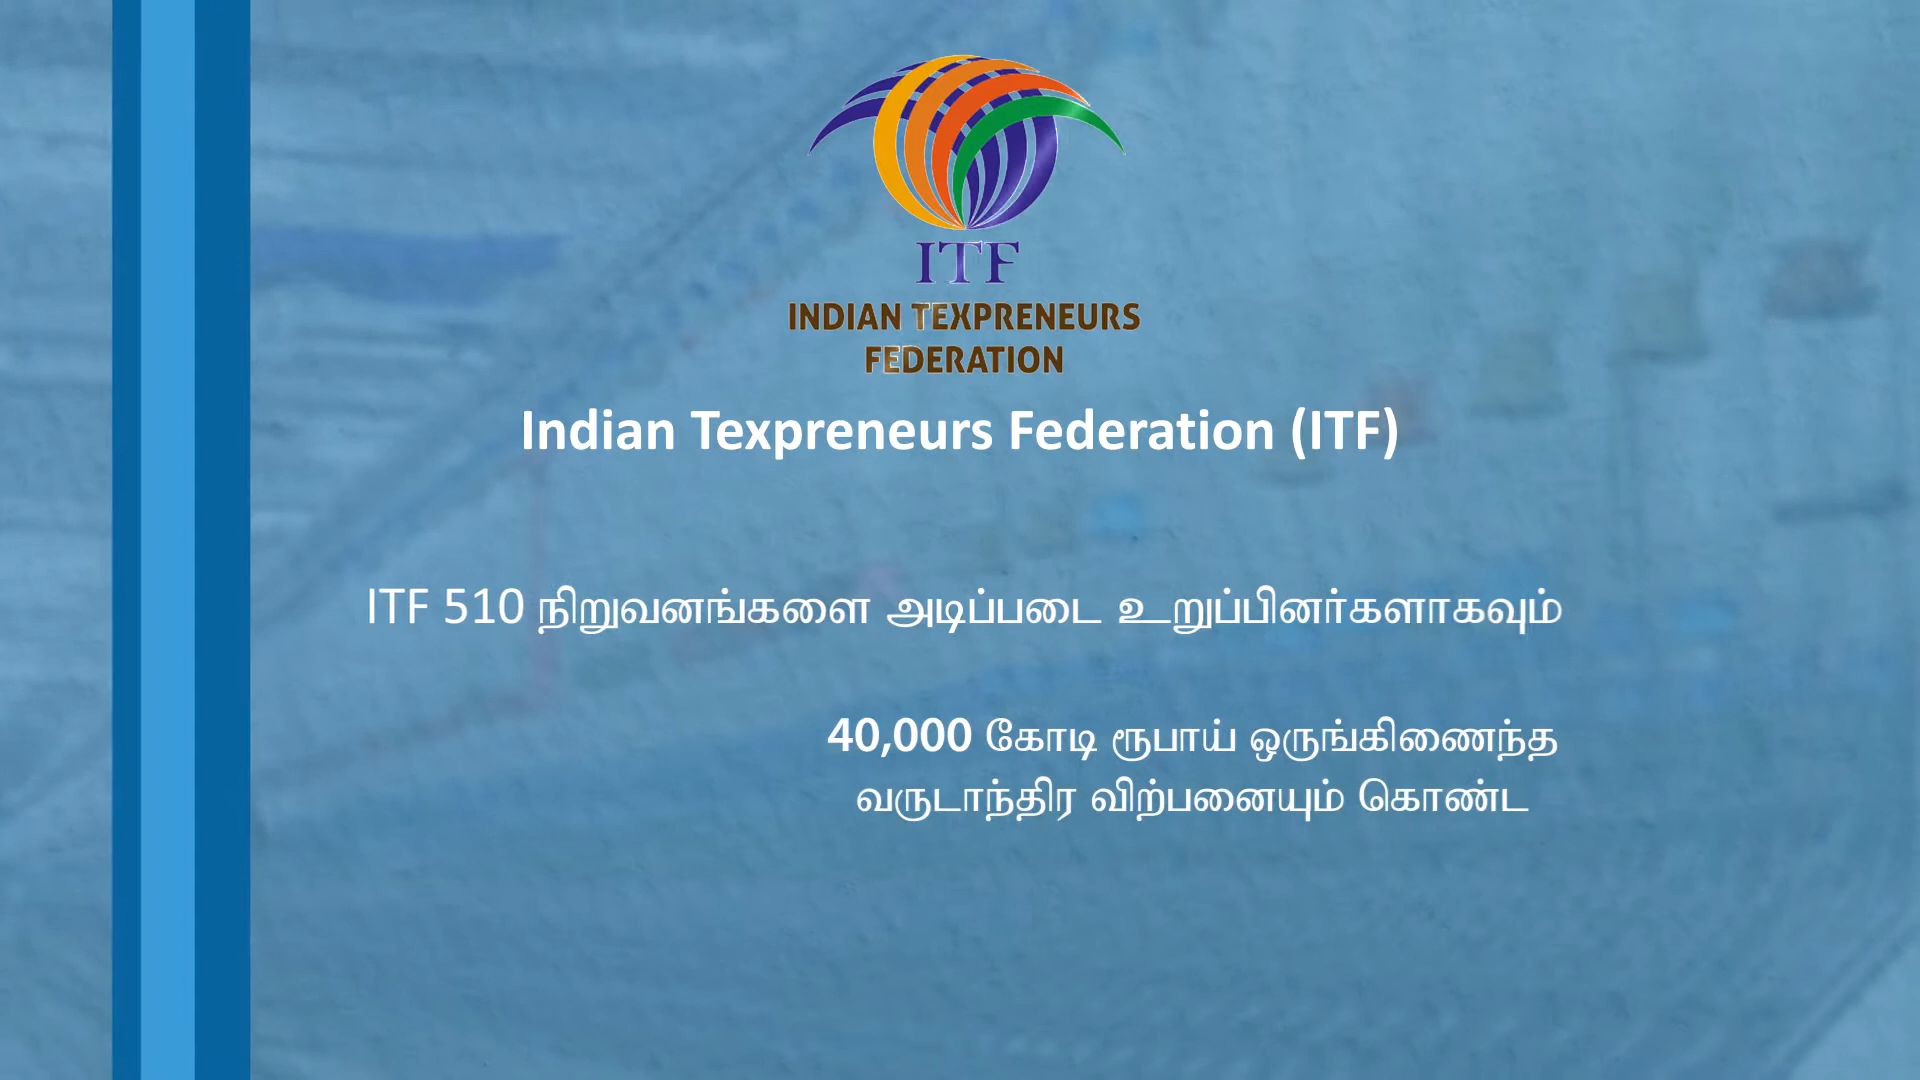 ITF
INDIAN TEXPRENEURS
FEDERATION
Indian Texpreneurs Federation (ITF)
ITF 510 நிறுவனங்களை அடிப்படை உறுப்பினர்களாகவும்
40,000 கோடி ரூபாய் ஒருங்கிணைந்த
வருடாந்திர விற்பனையும் கொண்ட